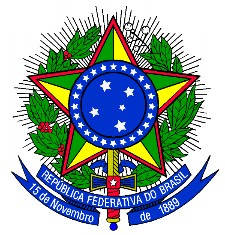 REPÚBLICA FEDERATIVA DO BRASIL
15 de Novembro de 1889